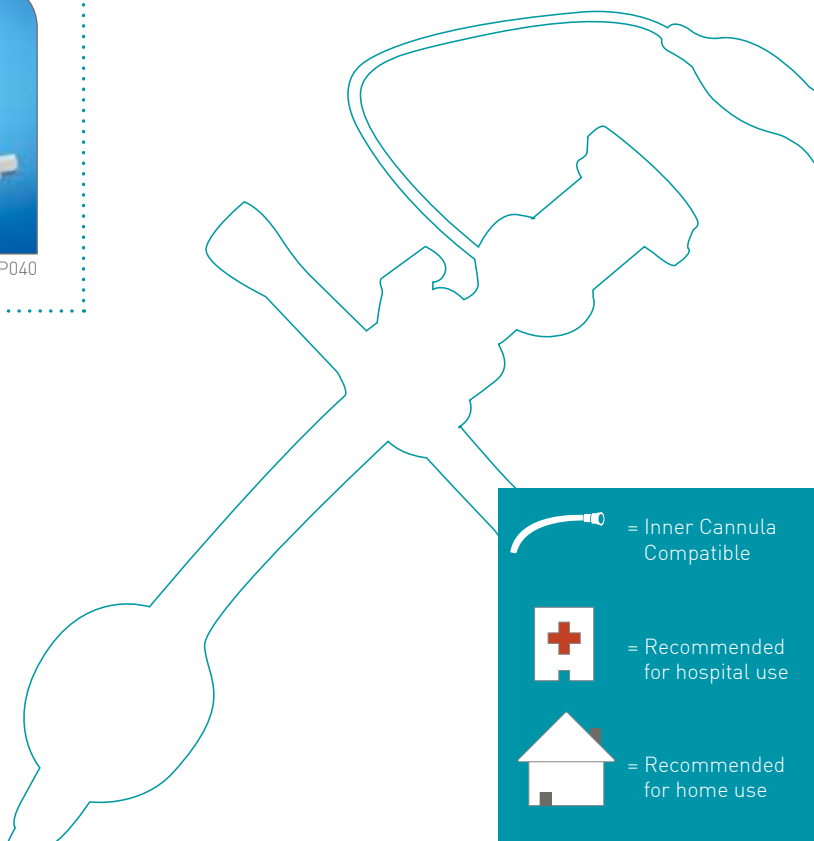 P040
= Inner Cannula
Compatible
= Recommended
for hospital use
= Recommended
for home use